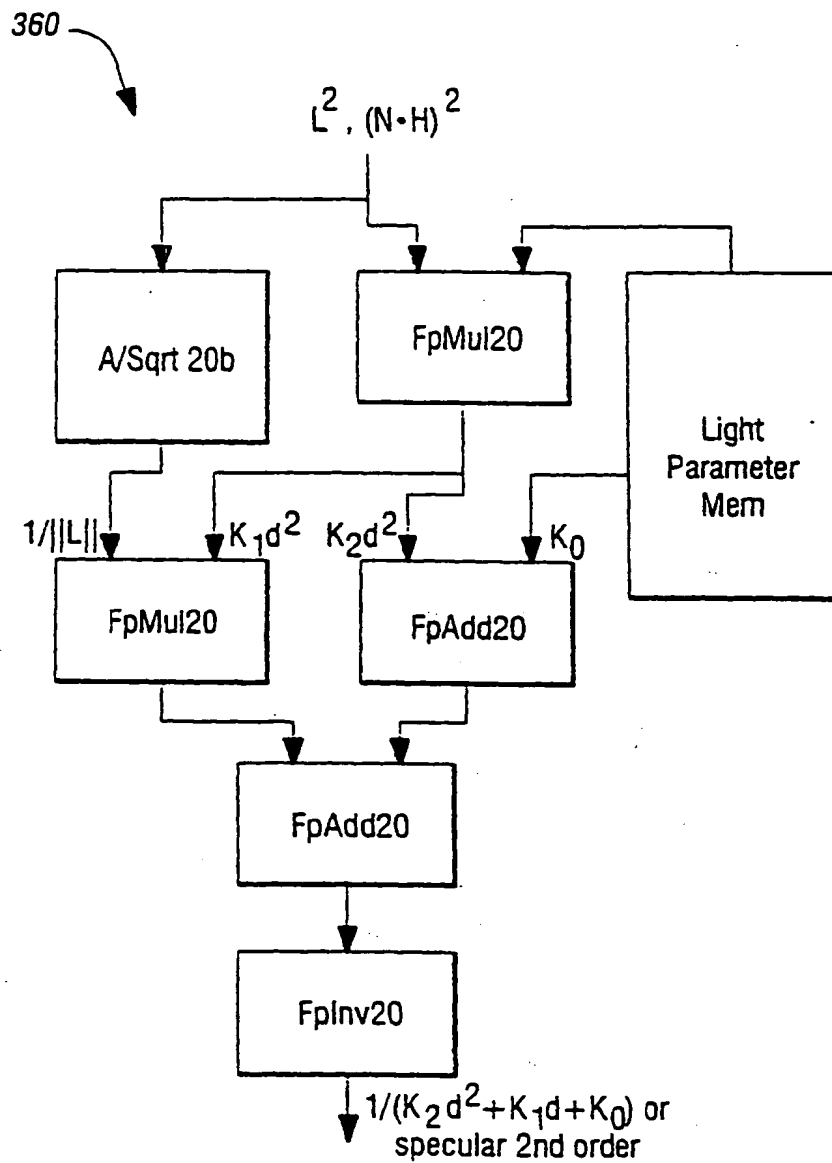 360
L², (N•H)²
A/Sqrt 20b
FpMul20
Light
Parameter
Mem
1/||L||
K₁d²
K₂d²
K₀
FpMul20
FpAdd20
FpAdd20
FpInv20
1/(K₂d²+K₁d+K₀) or
specular 2nd order